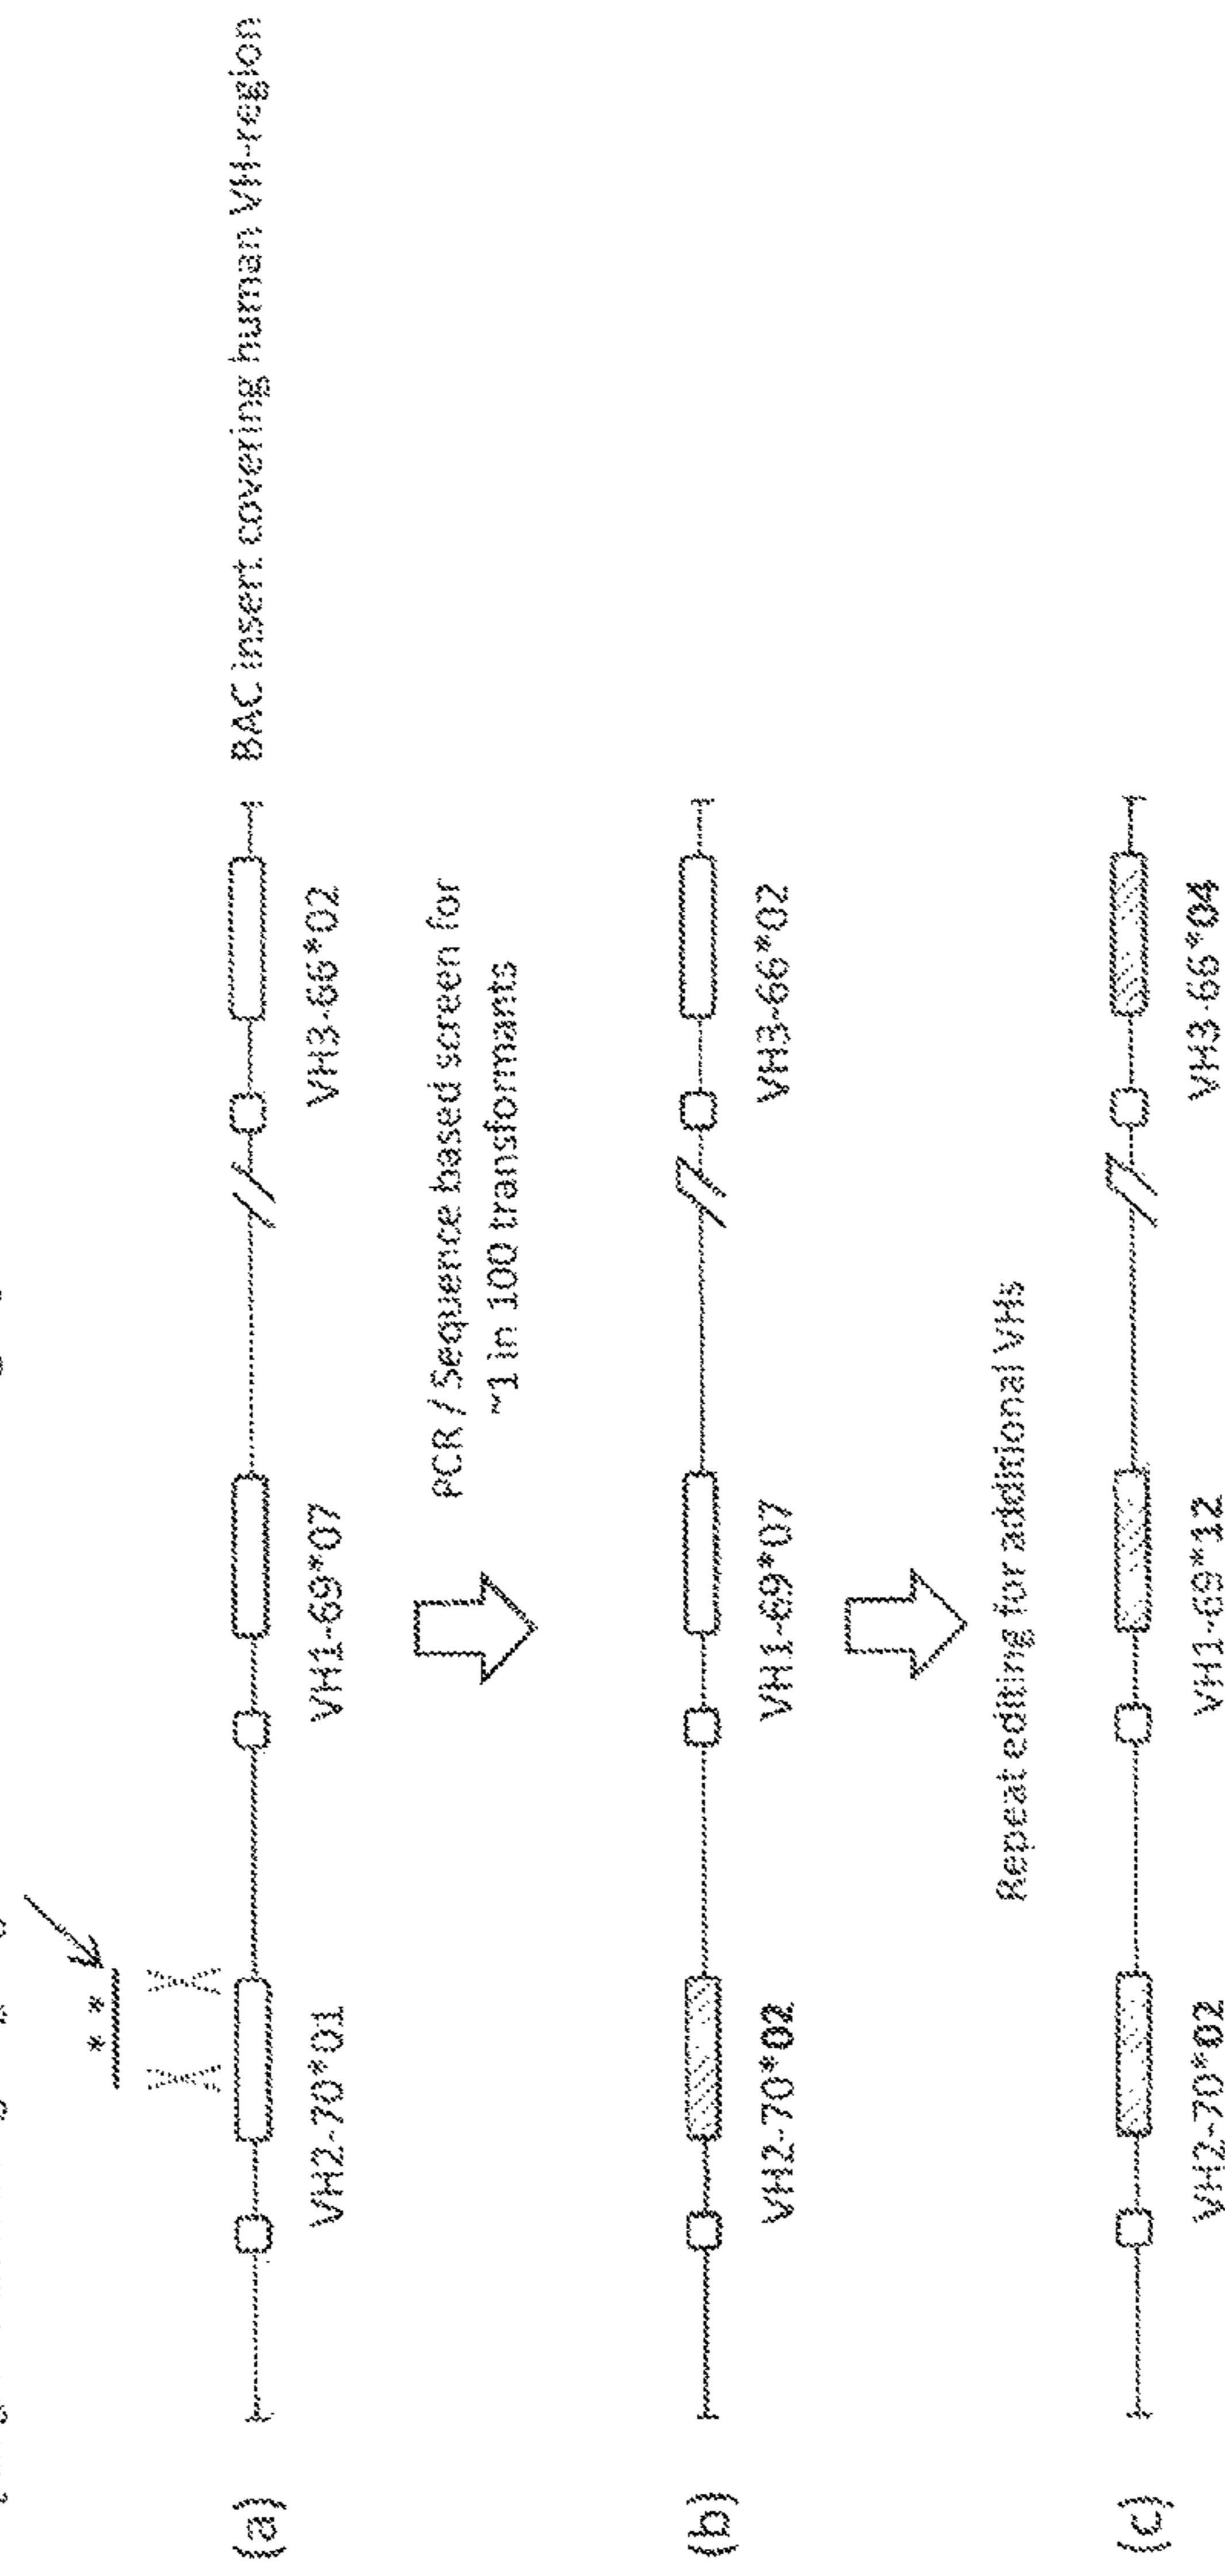 * *
(a)
BAC insert covering human VH-region
VH2-70*01
VH1-69*07
VH3-66*02
PCR / Sequence based screen for
~1 in 100 transformants
(b)
VH2-70*02
VH1-69*07
VH3-66*02
Repeat editing for additional VHs
(c)
VH2-70*02
VH1-69*12
VH3-66*04